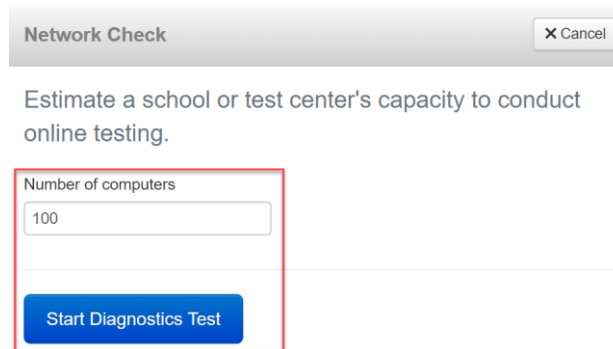 Network Check
✕ Cancel
Estimate a school or test center's capacity to conduct
online testing.
Number of computers
100
Start Diagnostics Test